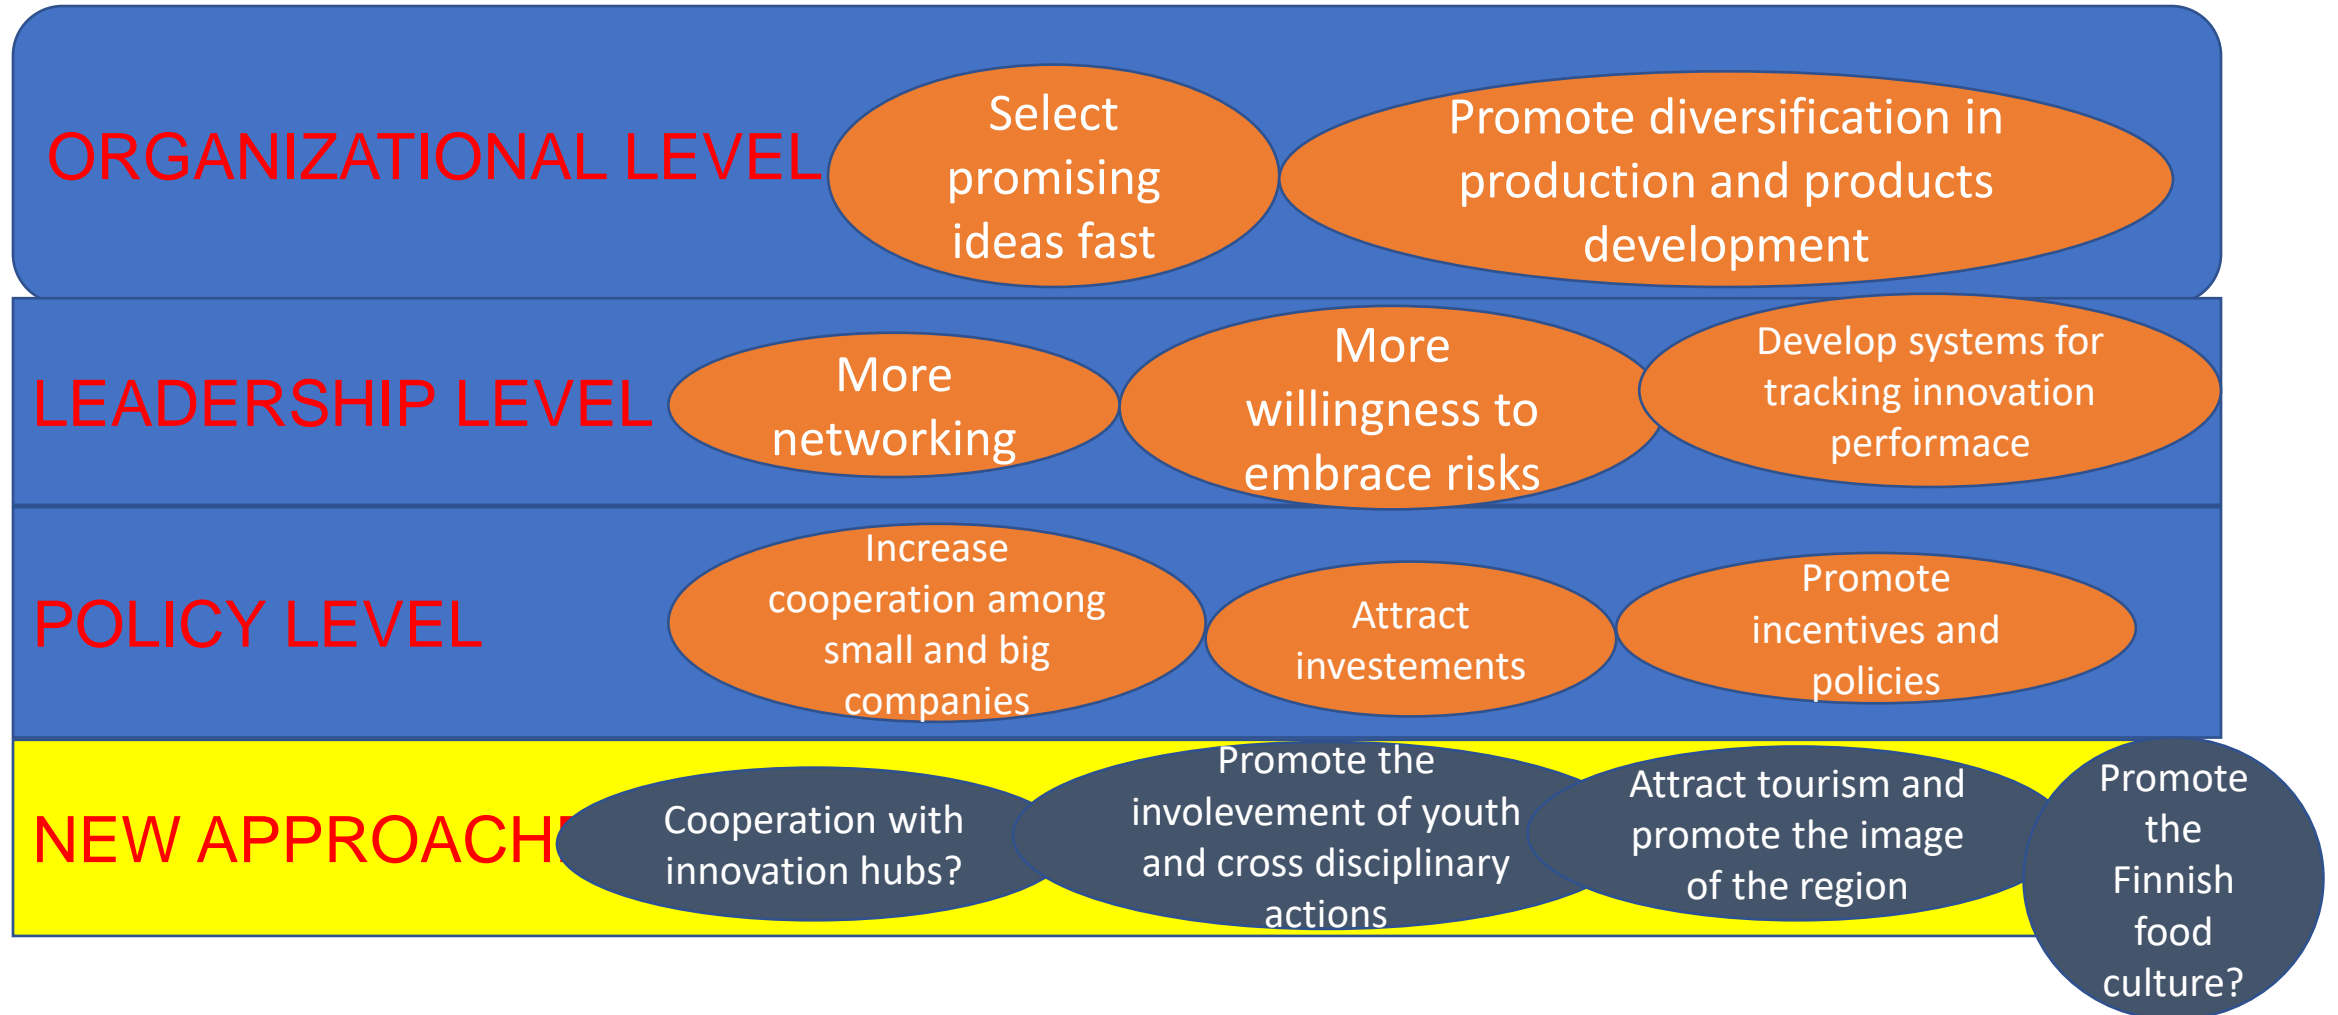 ORGANIZATIONAL LEVEL
Select
promising
ideas fast
Promote diversification in
production and products
development
LEADERSHIP LEVEL
More
networking
More
willingness to
embrace risks
Develop systems for
tracking innovation
performace
POLICY LEVEL
Increase
cooperation among
small and big
companies
Attract
investements
Promote
incentives and
policies
NEW APPROACH
Cooperation with
innovation hubs?
Promote the
involevement of youth
and cross disciplinary
actions
Attract tourism and
promote the image
of the region
Promote
the
Finnish
food
culture?